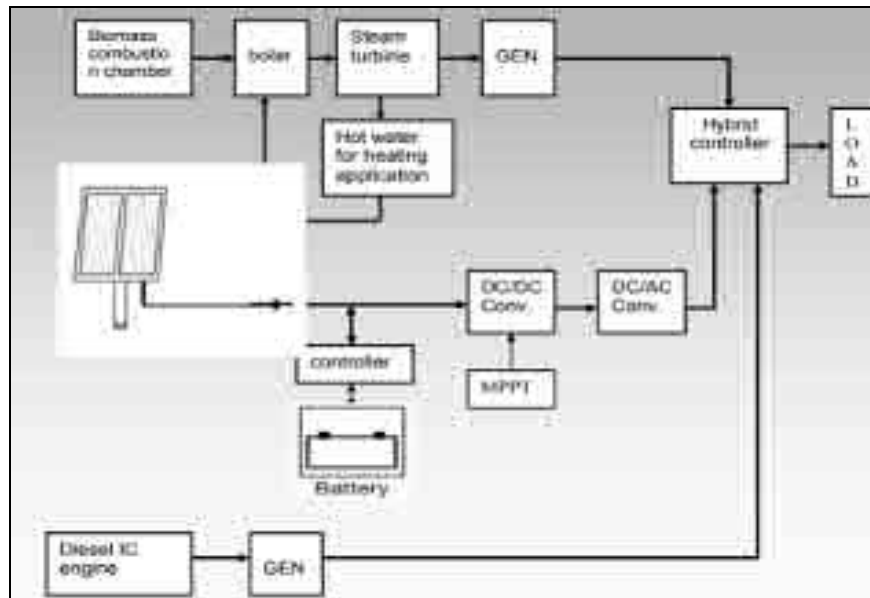 Biomass
combustio
n chamber
boiler
Steam
turbine
GEN
Hot water
for heating
application
Hybrid
controller
L
O
A
D
DC/DC
Conv.
DC/AC
Conv.
controller
MPPT
Battery
Diesel IC
engine
GEN